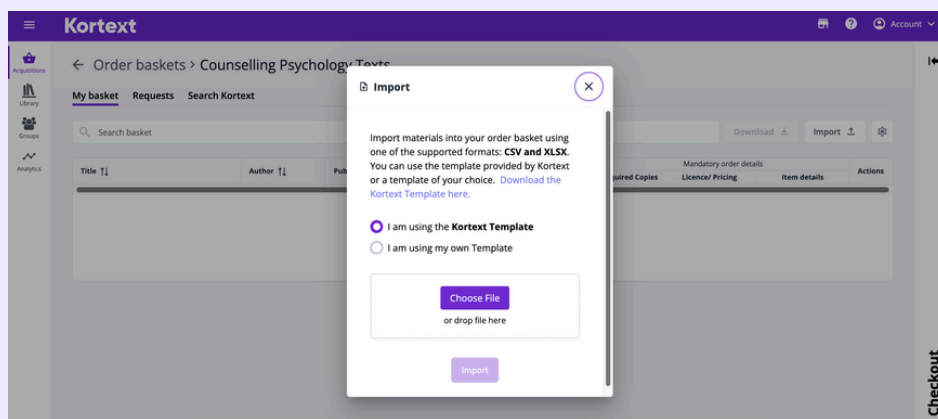 Kortext
Account
Acquisitions
Library
Groups
Analytics
Order baskets > Counselling Psychology Texts
My basket Requests Search Kortext
Search basket
Download
Import
Title
Author
Mandatory order details
Licence/ Pricing
Item details
Actions
Import
Import materials into your order basket using
one of the supported formats: CSV and XLSX.
You can use the template provided by Kortext
or a template of your choice. Download the
Kortext Template here.
I am using the Kortext Template
I am using my own Template
Choose File
or drop file here
Import
Checkout